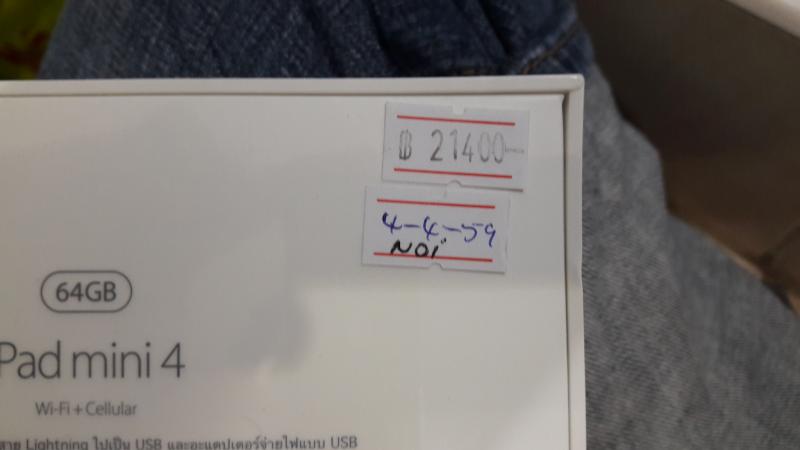 ฿ 21400
4-4-59
NOi
64GB
Pad mini 4
Wi-Fi + Cellular
สาย Lightning ไปเป็น USB และอะแดปเตอร์จ่ายไฟแบบ USB